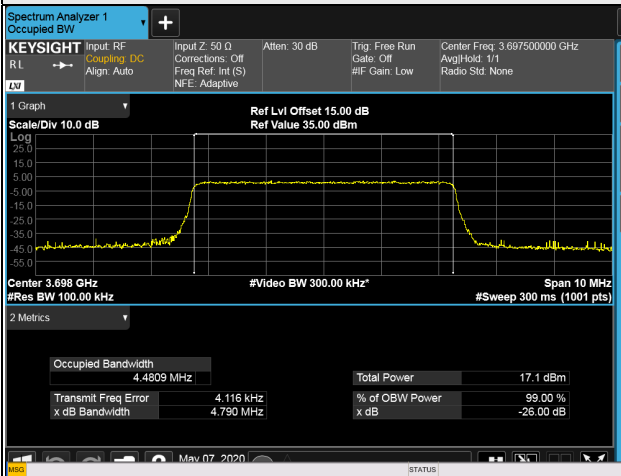 Spectrum Analyzer 1
Occupied BW
KEYSIGHT Input: RF Input Z: 50 Ω Atten: 30 dB Trig: Free Run Center Freq: 3.697500000 GHz
RL Coupling: DC Corrections: Off Gate: Off Avg|Hold: 1/1
Align: Auto Freq Ref: Int (S) #IF Gain: Low Radio Std: None
LXI NFE: Adaptive
1 Graph
Ref Lvl Offset 15.00 dB
Scale/Div 10.0 dB Ref Value 35.00 dBm
Log
25.0
15.0
5.00
-5.00
-15.0
-25.0
-35.0
-45.0
-55.0
Center 3.698 GHz #Video BW 300.00 kHz* Span 10 MHz
#Res BW 100.00 kHz #Sweep 300 ms (1001 pts)
2 Metrics
Occupied Bandwidth
4.4809 MHz Total Power 17.1 dBm
Transmit Freq Error 4.116 kHz % of OBW Power 99.00 %
x dB Bandwidth 4.790 MHz x dB -26.00 dB
May 07, 2020
MSG STATUS